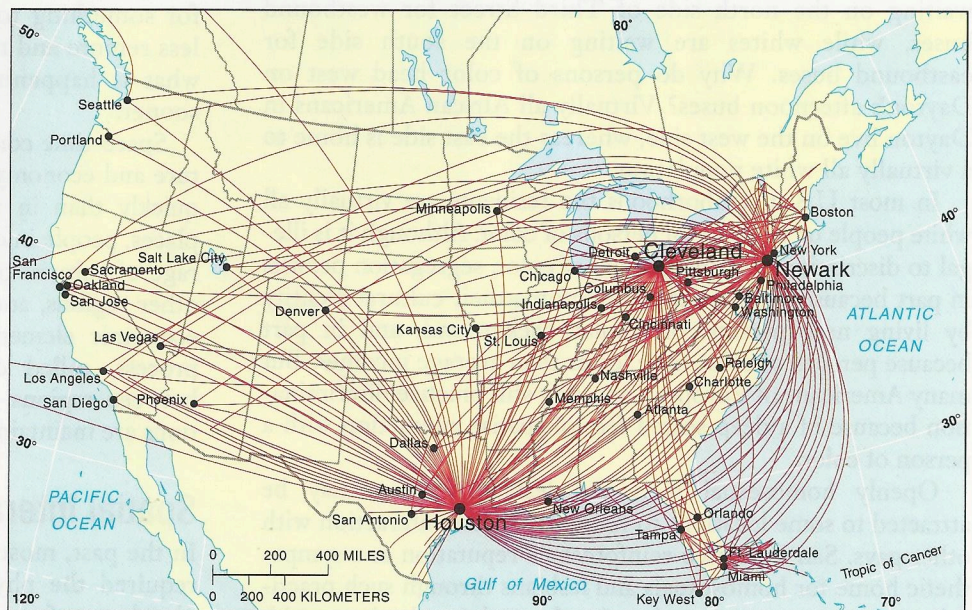 50°
80°
Seattle
Portland
Minneapolis
Boston
40°
40°
San
Francisco
Sacramento
Oakland
San Jose
Salt Lake City
Detroit
Cleveland
New York
Newark
Chicago
Pittsburgh
Philadelphia
Columbus
Baltimore
Indianapolis
Washington
Denver
Kansas City
Cincinnati
St. Louis
ATLANTIC
OCEAN
Las Vegas
Los Angeles
Raleigh
Nashville
Charlotte
San Diego
Phoenix
Memphis
Atlanta
30°
30°
Dallas
PACIFIC
OCEAN
Austin
San Antonio
Houston
New Orleans
Orlando
Tampa
Ft. Lauderdale
Miami
Tropic of Cancer
0 200 400 MILES
0 200 400 KILOMETERS
Gulf of Mexico
Key West
120°
90°
80°
70°